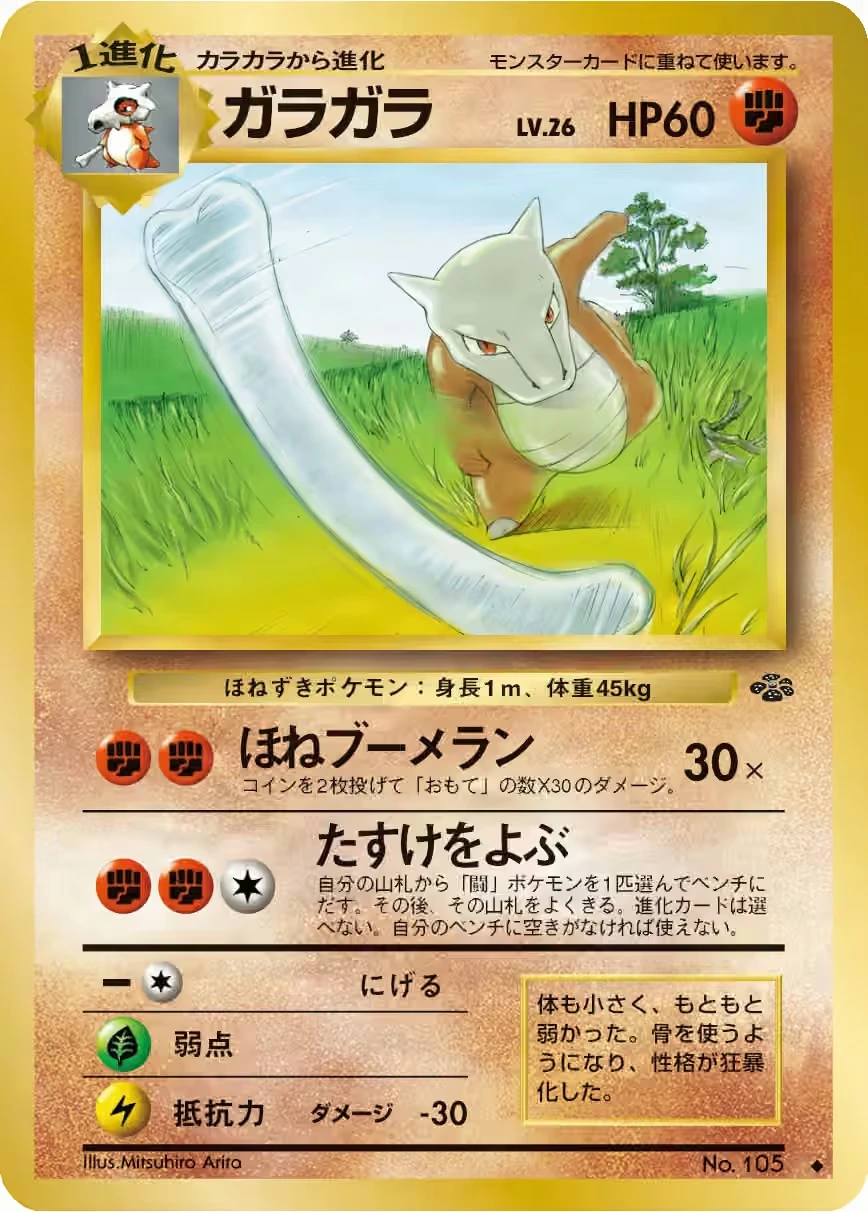 1進化 カラカラから進化 モンスターカードに重ねて使います。
ガラガラ LV.26 HP60
ほねずきポケモン：身長1m、体重45kg
ほねブーメラン 30×
コインを2枚投げて「おもて」の数×30のダメージ。
たすけをよぶ
自分の山札から「闘」ポケモンを1匹選んでベンチに
だす。その後、その山札をよくきる。進化カードは選
べない。自分のベンチに空きがなければ使えない。
にげる
弱点
抵抗力 ダメージ -30
体も小さく、もともと
弱かった。骨を使うよ
うになり、性格が狂暴
化した。
Illus.Mitsuhiro Arita No. 105